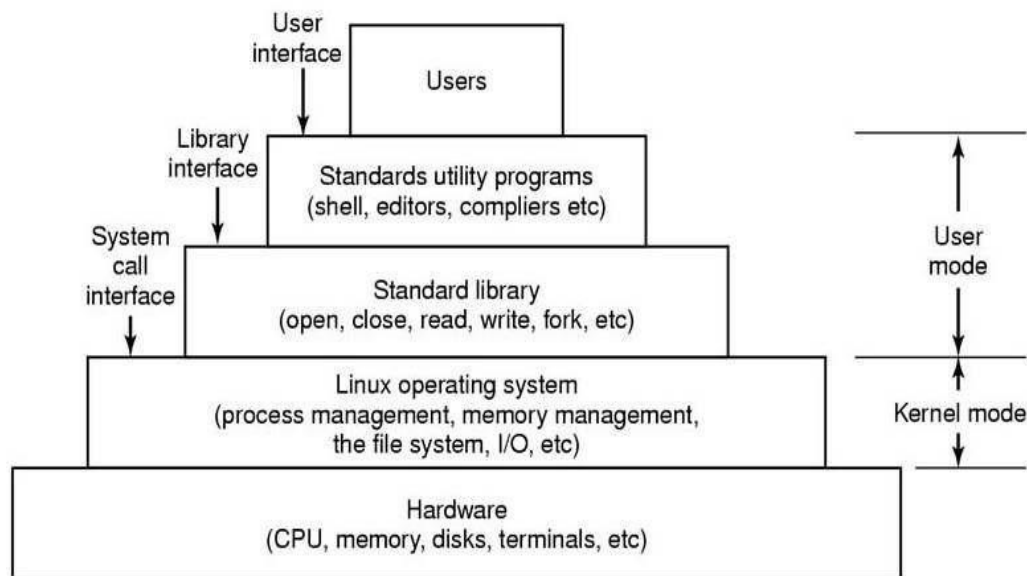 User
interface
Users
Library
interface
Standards utility programs
(shell, editors, compliers etc)
System
call
interface
User
mode
Standard library
(open, close, read, write, fork, etc)
Linux operating system
(process management, memory management,
the file system, I/O, etc)
Kernel mode
Hardware
(CPU, memory, disks, terminals, etc)